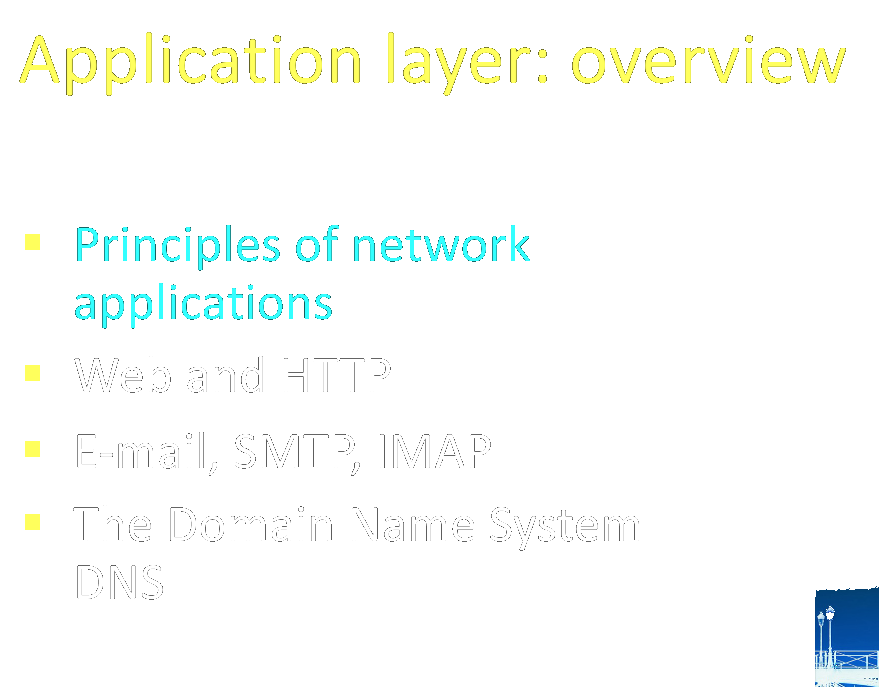 Application layer: overview
Principles of network
applications
Web and HTTP
E-mail, SMTP, IMAP
The Domain Name System
DNS